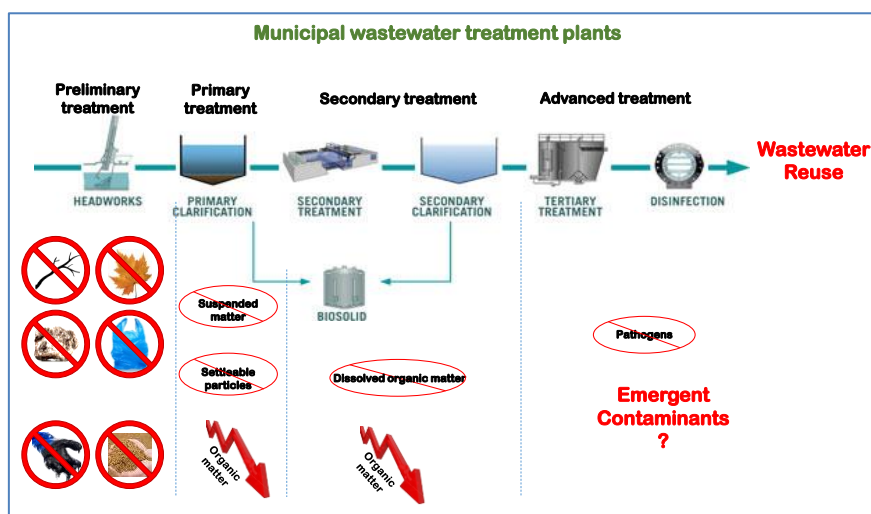 Municipal wastewater treatment plants
Preliminary
treatment
Primary
treatment
Secondary treatment
Advanced treatment
Wastewater
Reuse
HEADWORKS
PRIMARY
CLARIFICATION
SECONDARY
TREATMENT
SECONDARY
CLARIFICATION
TERTIARY
TREATMENT
DISINFECTION
BIOSOLID
Suspended
matter
Settleable
particles
Dissolved organic matter
Pathogens
Emergent
Contaminants
?
Organic
matter
Organic
matter